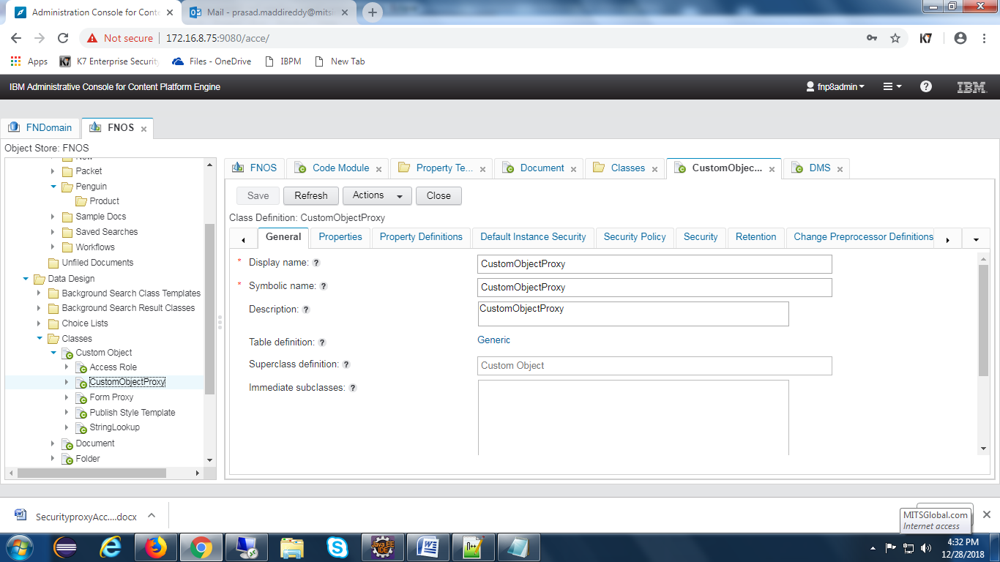 Administration Console for Conte
Mail - prasad.maddireddy@mitsi
Not secure
172.16.8.75:9080/acce/
K7
Apps
K7 Enterprise Security
Files - OneDrive
IBPM
New Tab
IBM Administrative Console for Content Platform Engine
fnp8admin
IBM
FNDomain
FNOS
Object Store: FNOS
New
Packet
Penguin
Product
Sample Docs
Saved Searches
Workflows
Unfiled Documents
Data Design
Background Search Class Templates
Background Search Result Classes
Choice Lists
Classes
Custom Object
Access Role
CustomObjectProxy
Form Proxy
Publish Style Template
StringLookup
Document
Folder
FNOS
Code Module
Property Te...
Document
Classes
CustomObjec...
DMS
Save
Refresh
Actions
Close
Class Definition: CustomObjectProxy
General
Properties
Property Definitions
Default Instance Security
Security Policy
Security
Retention
Change Preprocessor Definitions
* Display name: ?
CustomObjectProxy
* Symbolic name: ?
CustomObjectProxy
Description: ?
CustomObjectProxy
Table definition: ?
Generic
Superclass definition: ?
Custom Object
Immediate subclasses: ?
SecurityproxyAcc....docx
MITSGlobal.com
Internet access
Java EE
IDE
4:32 PM
12/28/2018